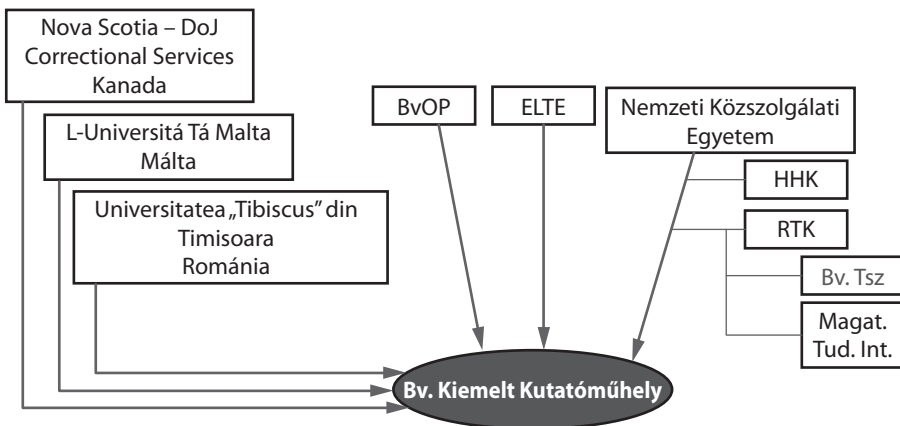 Nova Scotia – DoJ
Correctional Services
Kanada
L-Universitá Tá Malta
Málta
Universitatea „Tibiscus” din
Timisoara
Románia
BvOP
ELTE
Nemzeti Közszolgálati
Egyetem
HHK
RTK
Bv. Tsz
Magat.
Tud. Int.
Bv. Kiemelt Kutatóműhely